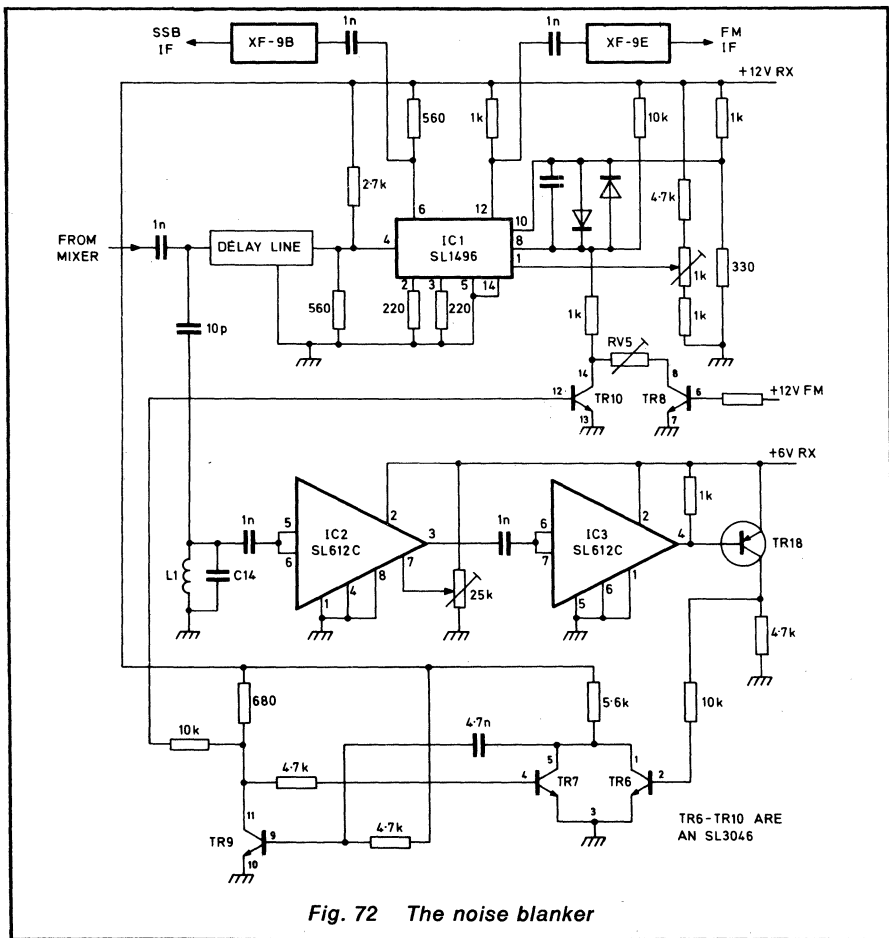 SSB
IF
XF-9B
1n
1n
XF-9E
FM
IF
+12V RX
560
1k
10k
1k
2.7k
4.7k
6
12
10
1n
FROM
MIXER
DELAY LINE
4
IC1
SL1496
8
1
1k
330
2
3
5
14
560
220
220
1k
10p
1k
RV5
14
8
12
TR10
TR8
6
+12V FM
13
7
+6V RX
1k
1n
5
6
IC2
SL612C
2
3
7
8
4
1
1n
25k
6
7
IC3
SL612C
2
4
1
6
5
TR18
L1
C14
4.7k
680
5.6k
10k
10k
4.7n
4.7k
5
1
4
TR7
TR6
2
11
3
TR9
9
4.7k
10
TR6-TR10 ARE
AN SL3046
Fig. 72 The noise blanker